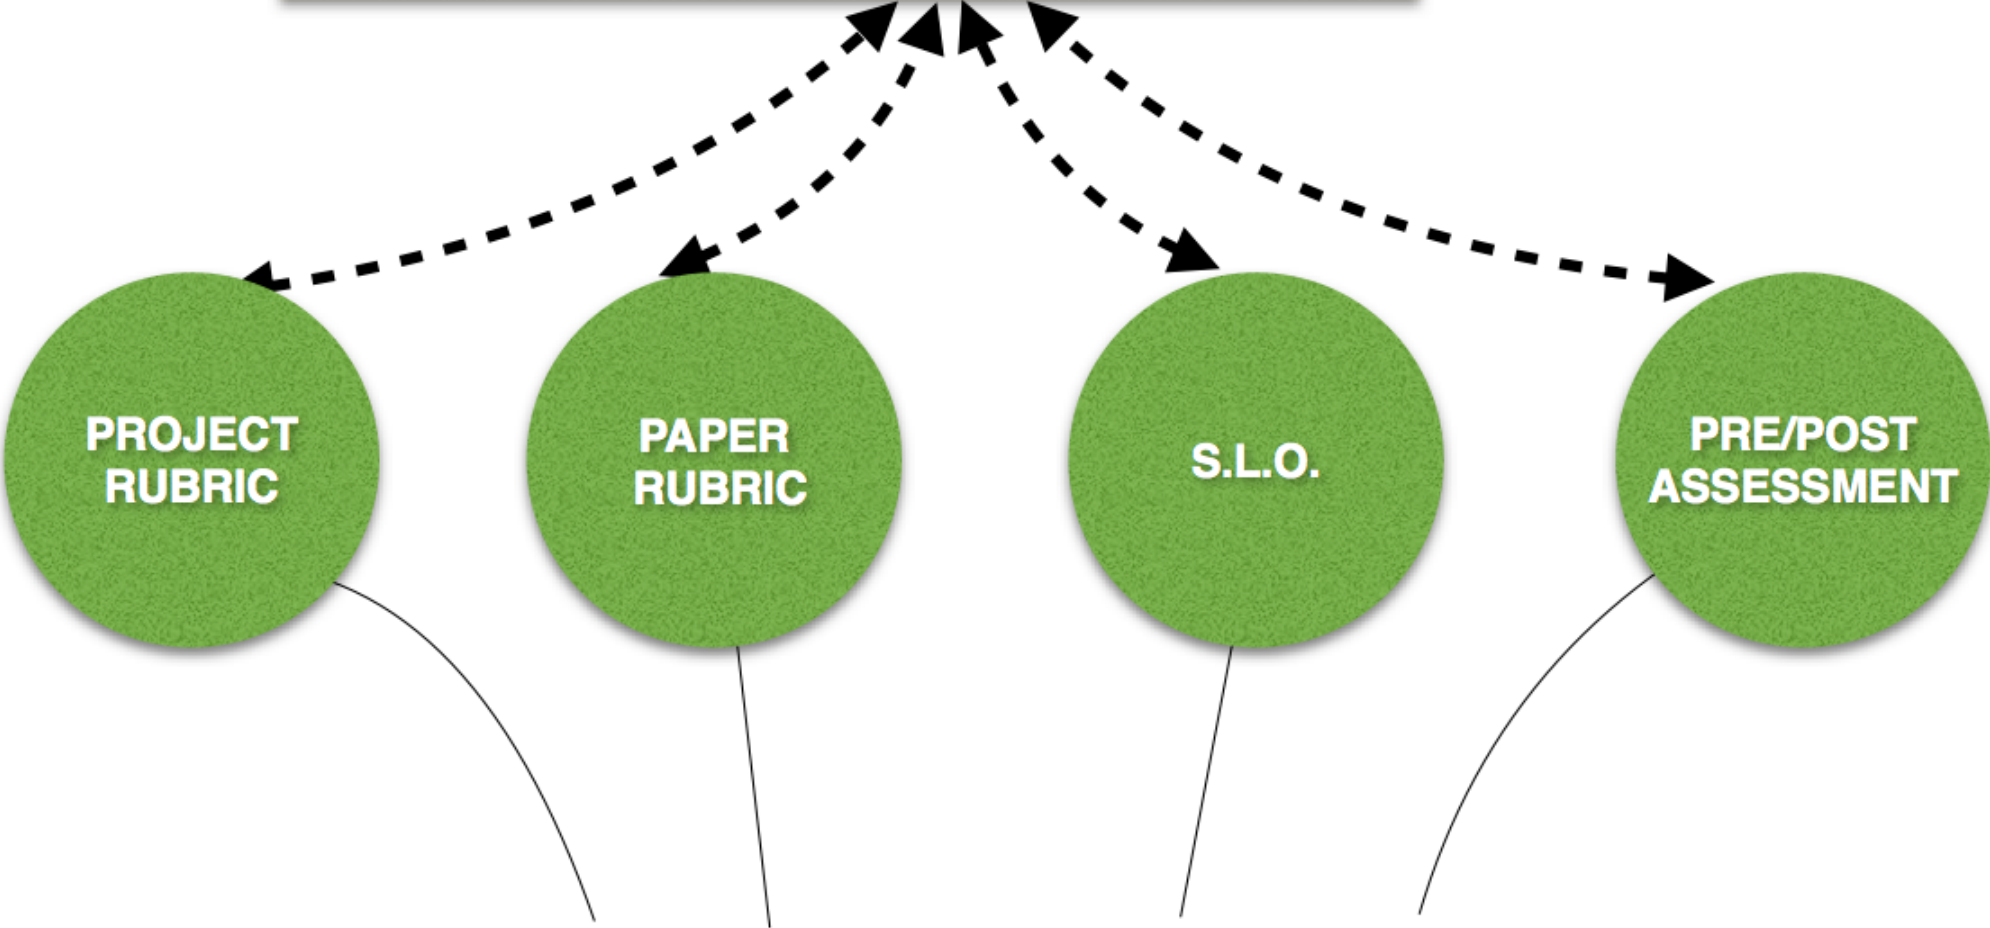 PROJECT
RUBRIC
PAPER
RUBRIC
S.L.O.
PRE/POST
ASSESSMENT